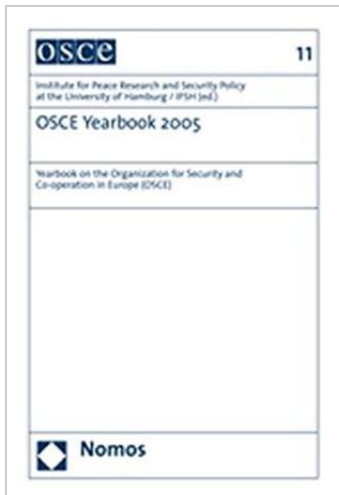 osce
11
Institute for Peace Research and Security Policy
at the University of Hamburg / IFSH (ed.)
OSCE Yearbook 2005
Yearbook on the Organization for Security and
Co-operation in Europe (OSCE)
Nomos